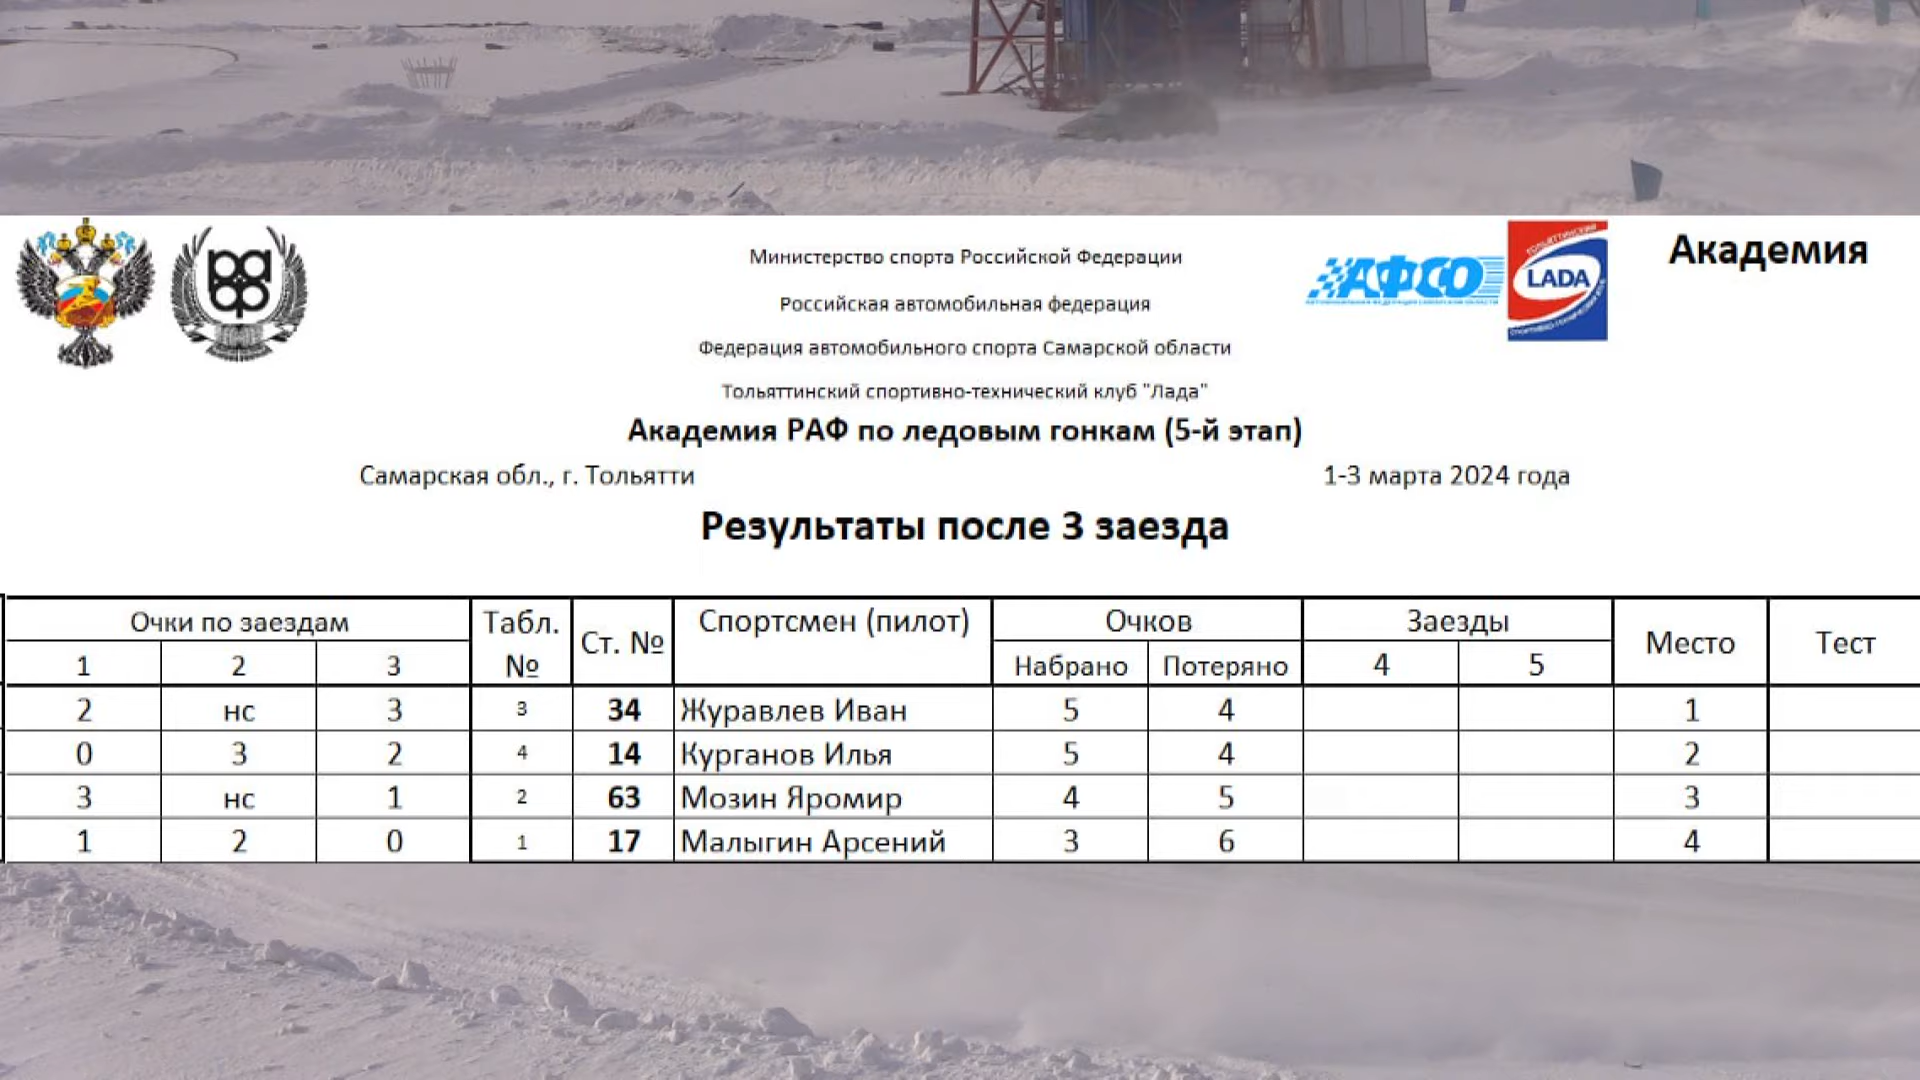 Министерство спорта Российской Федерации
Российская автомобильная федерация
Федерация автомобильного спорта Самарской области
Тольяттинский спортивно-технический клуб "Лада"
АФСО
LADA
Академия
Академия РАФ по ледовым гонкам (5-й этап)
Самарская обл., г. Тольятти 1-3 марта 2024 года
Результаты после 3 заезда
Очки по заездам Табл. № Ст. № Спортсмен (пилот) Очков Заезды Место Тест
1 2 3 Набрано Потеряно 4 5
2 нс 3 3 34 Журавлев Иван 5 4 1
0 3 2 4 14 Курганов Илья 5 4 2
3 нс 1 2 63 Мозин Яромир 4 5 3
1 2 0 1 17 Малыгин Арсений 3 6 4